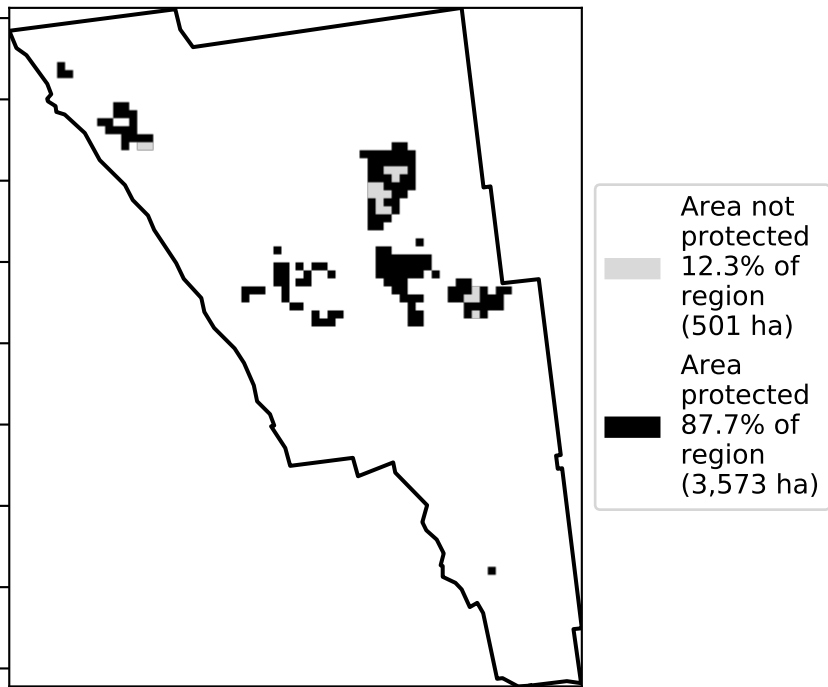 Area not
protected
12.3% of
region
(501 ha)
Area
protected
87.7% of
region
(3,573 ha)